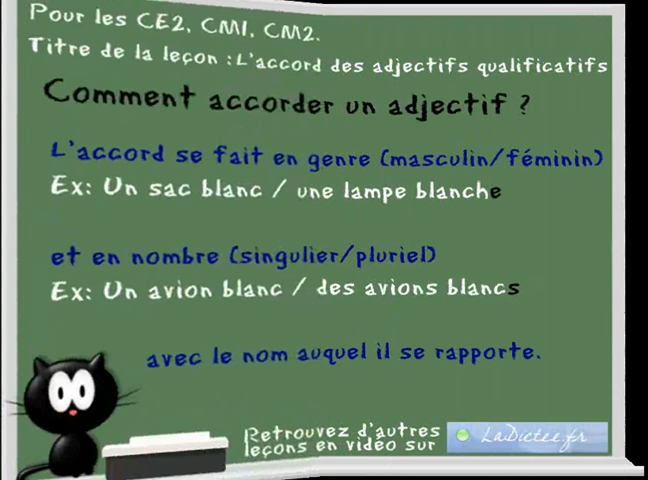 Pour les CE2, CM1, CM2.
Titre de la leçon : L'accord des adjectifs qualificatifs
Comment accorder un adjectif ?
L'accord se fait en genre (masculin/féminin)
Ex: Un sac blanc / une lampe blanche
et en nombre (singulier/pluriel)
Ex: Un avion blanc / des avions blancs
avec le nom auquel il se rapporte.
Retrouvez d'autres
leçons en vidéo sur
LaDictée.fr